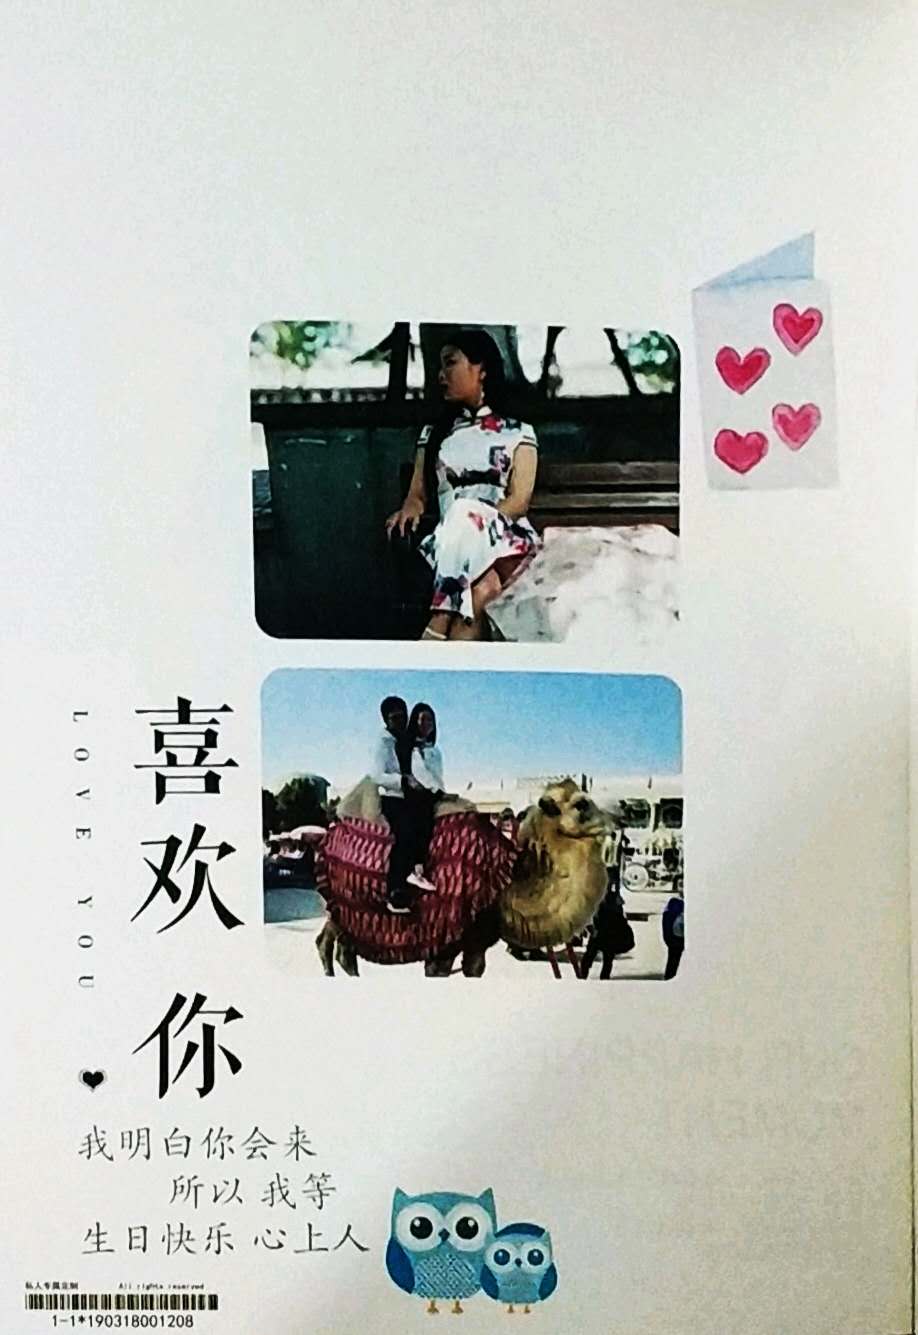 LOVE YOU
喜欢你
我明白你会来
所以 我等
生日快乐 心上人
私人专属定制 All rights reserved
1-1*190318001208